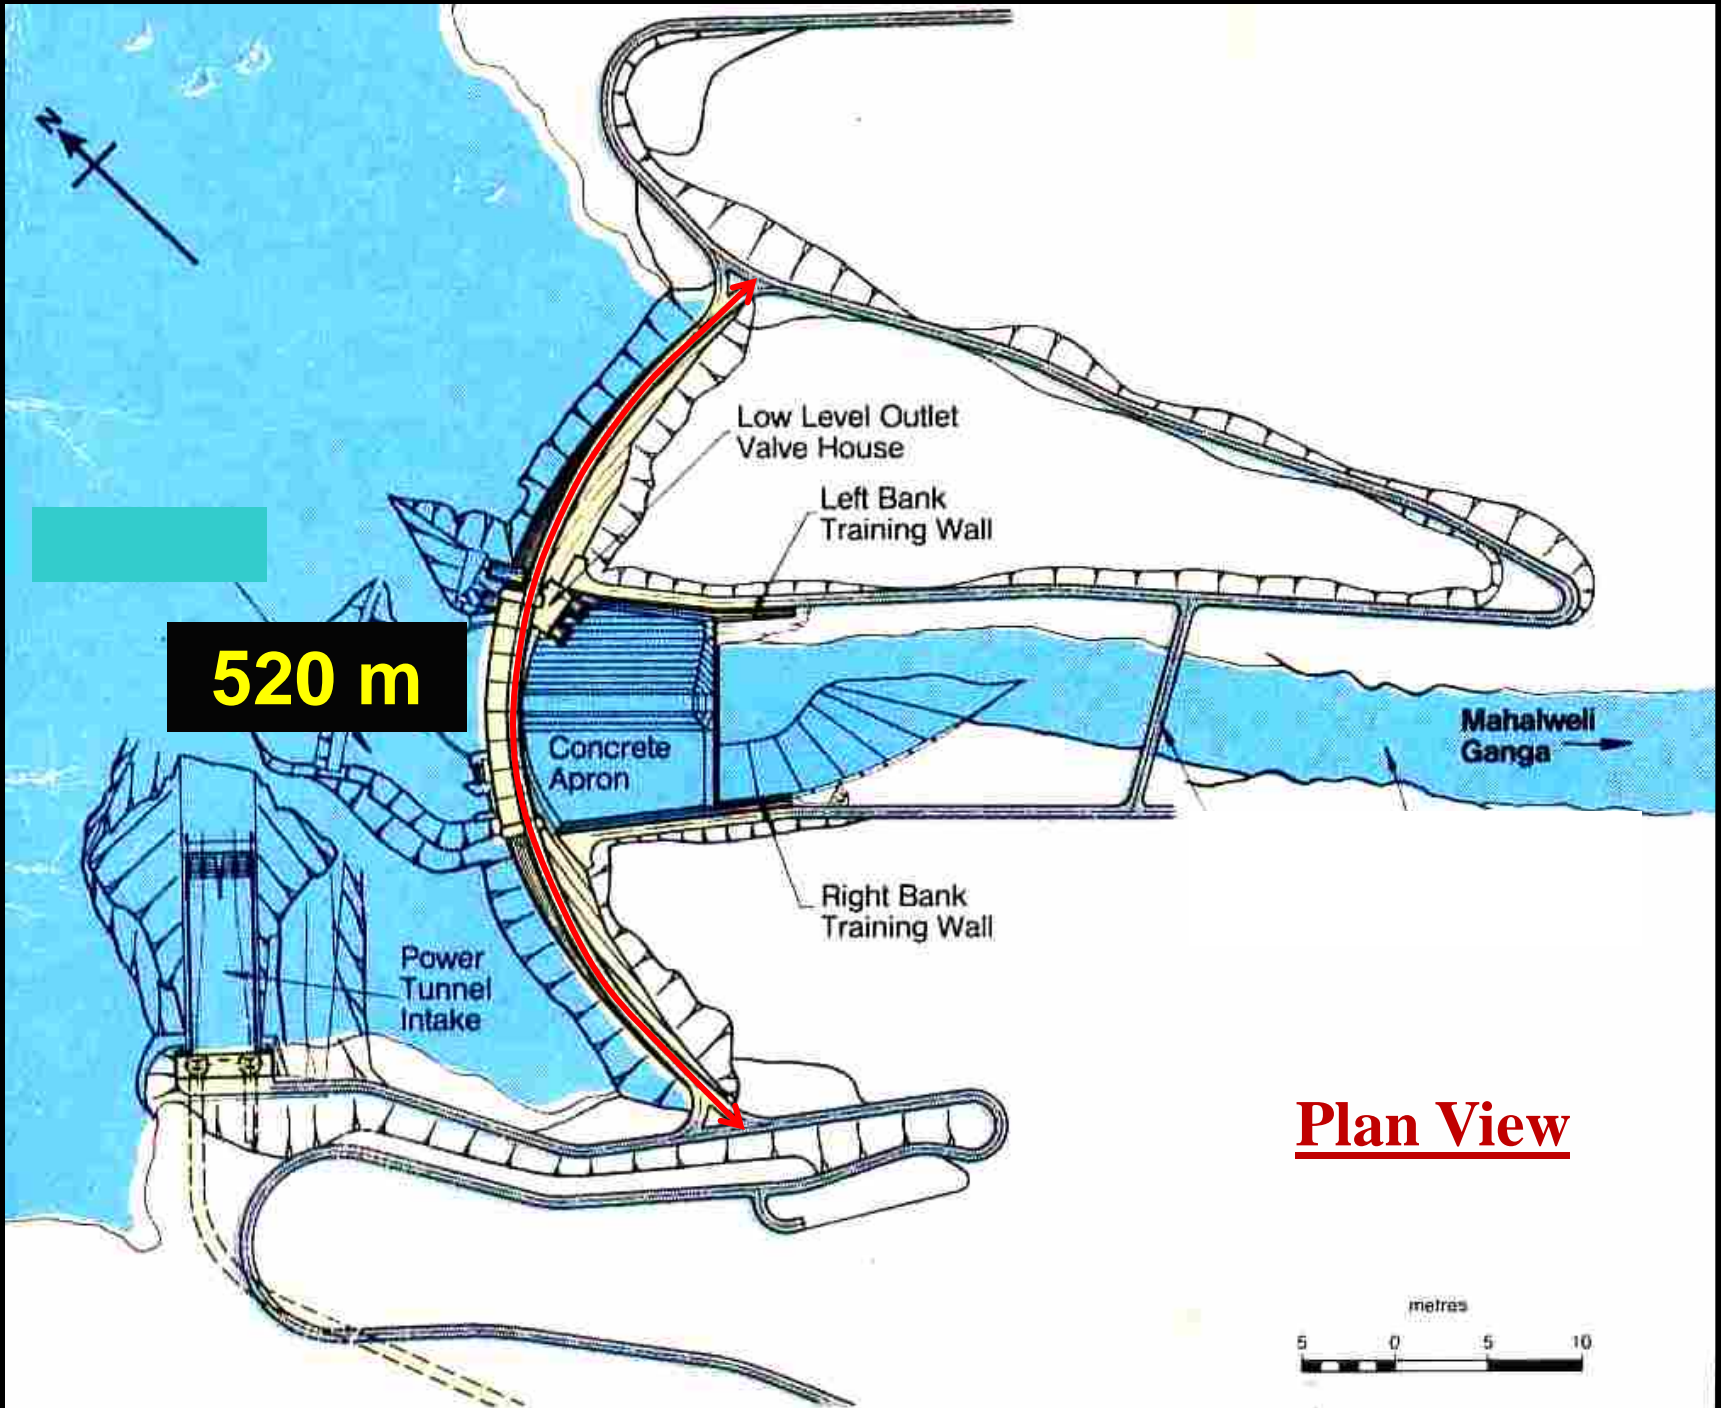 N
Low Level Outlet
Valve House
Left Bank
Training Wall
520 m
Concrete
Apron
Mahalweli
Ganga
Right Bank
Training Wall
Power
Tunnel
Intake
Plan View
metres
5 0 5 10